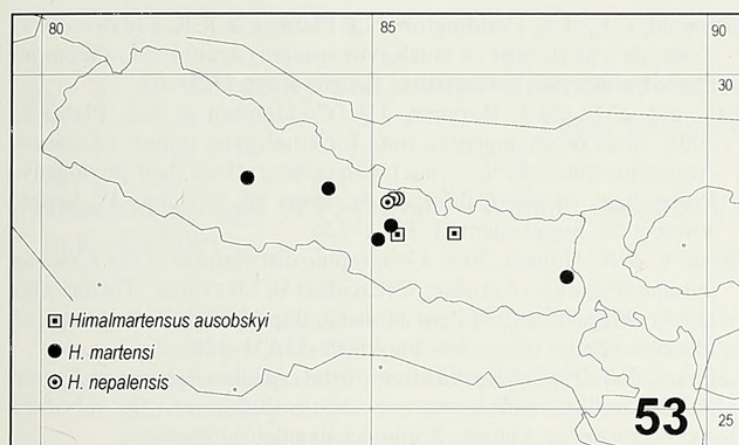 80 85 90
30
Himalmartensus ausobskyi
H. martensi
H. nepalensis
53
25